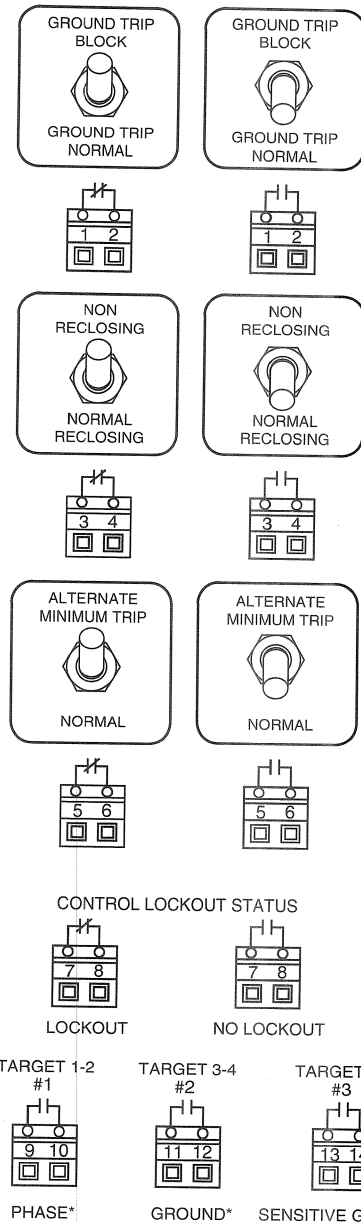 GROUND TRIP
BLOCK
GROUND TRIP
NORMAL
GROUND TRIP
BLOCK
GROUND TRIP
NORMAL
1 2
1 2
NON
RECLOSING
NORMAL
RECLOSING
NON
RECLOSING
NORMAL
RECLOSING
3 4
3 4
ALTERNATE
MINIMUM TRIP
NORMAL
ALTERNATE
MINIMUM TRIP
NORMAL
5 6
5 6
CONTROL LOCKOUT STATUS
7 8
LOCKOUT
7 8
NO LOCKOUT
TARGET 1-2
#1
9 10
PHASE*
TARGET 3-4
#2
11 12
GROUND*
TARGET
#3
13
SENSITIVE